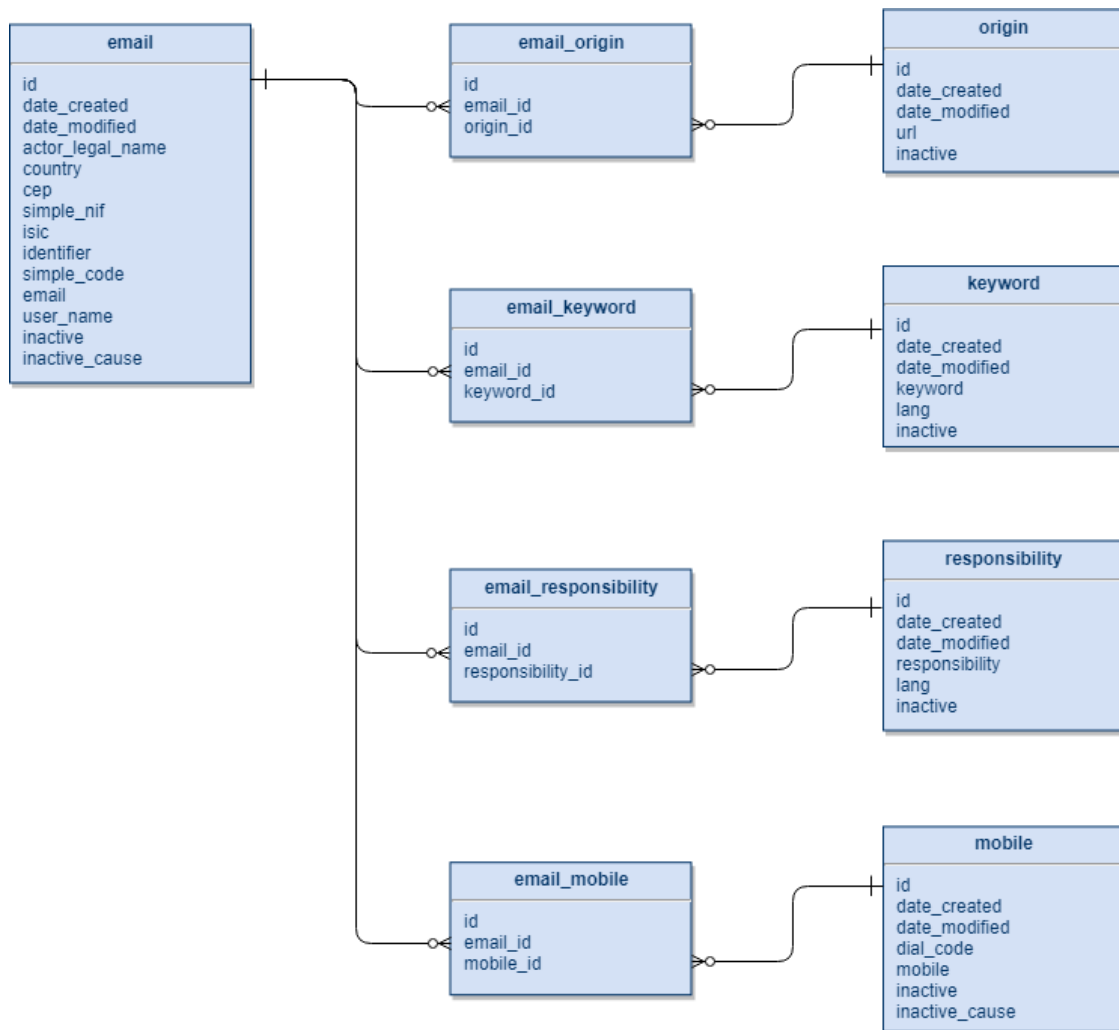 email
id
date_created
date_modified
actor_legal_name
country
cep
simple_nif
isic
identifier
simple_code
email
user_name
inactive
inactive_cause
email_origin
id
email_id
origin_id
origin
id
date_created
date_modified
url
inactive
email_keyword
id
email_id
keyword_id
keyword
id
date_created
date_modified
keyword
lang
inactive
email_responsibility
id
email_id
responsibility_id
responsibility
id
date_created
date_modified
responsibility
lang
inactive
email_mobile
id
email_id
mobile_id
mobile
id
date_created
date_modified
dial_code
mobile
inactive
inactive_cause